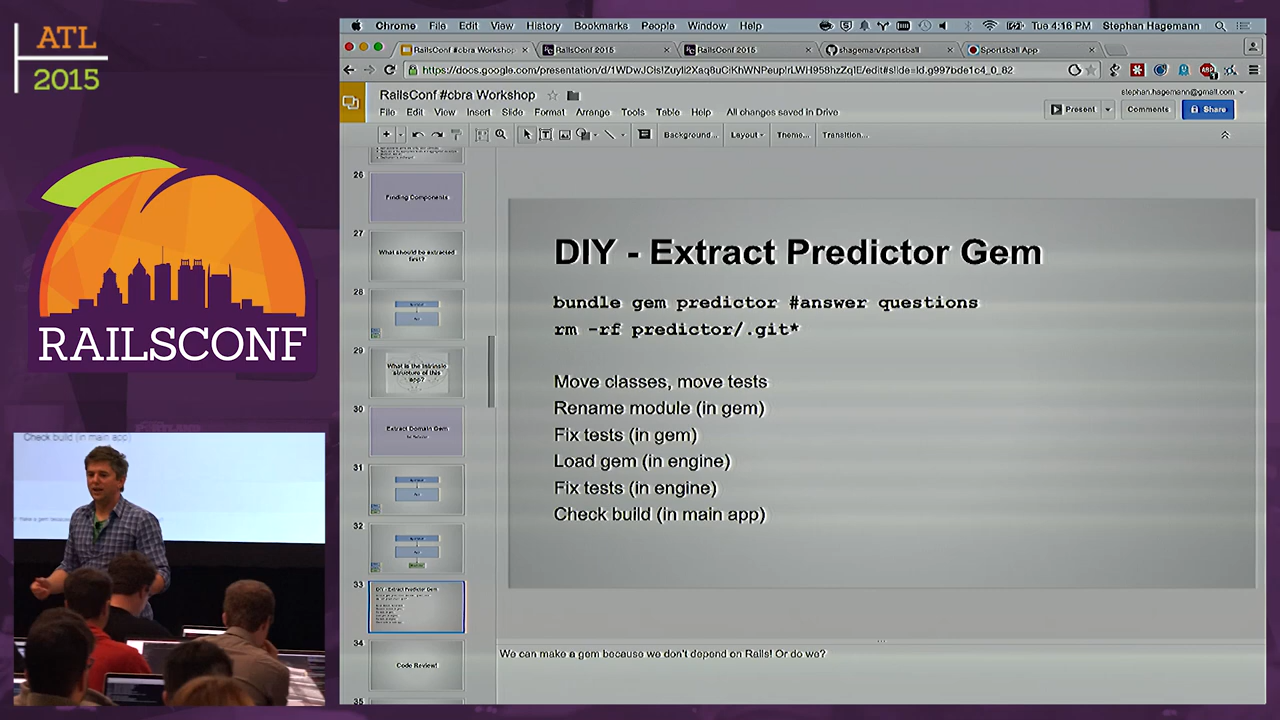 ATL
2015
RAILSCONF
Check build (in main app)
Chrome File Edit View History Bookmarks People Window Help
Tue 4:16 PM Stephan Hagemann
RailsConf #cbra Workshop
RailsConf 2015
RailsConf 2015
shageman/sportsball
Sportsball App
RailsConf #cbra Workshop
stephan.hagemann@gmail.com
File Edit View Insert Slide Format Arrange Tools Table Help All changes saved in Drive
Present Comments Share
Background... Layout Theme... Transition...
26
Finding Components
27
What should be extracted
first?
28
29
What is the intrinsic
structure of this
app?
30
Extract Domain Gem
31
32
33
DIY - Extract Predictor Gem
34
Code Review!
35
DIY - Extract Predictor Gem
bundle gem predictor #answer questions
rm -rf predictor/.git*
Move classes, move tests
Rename module (in gem)
Fix tests (in gem)
Load gem (in engine)
Fix tests (in engine)
Check build (in main app)
We can make a gem because we don't depend on Rails! Or do we?